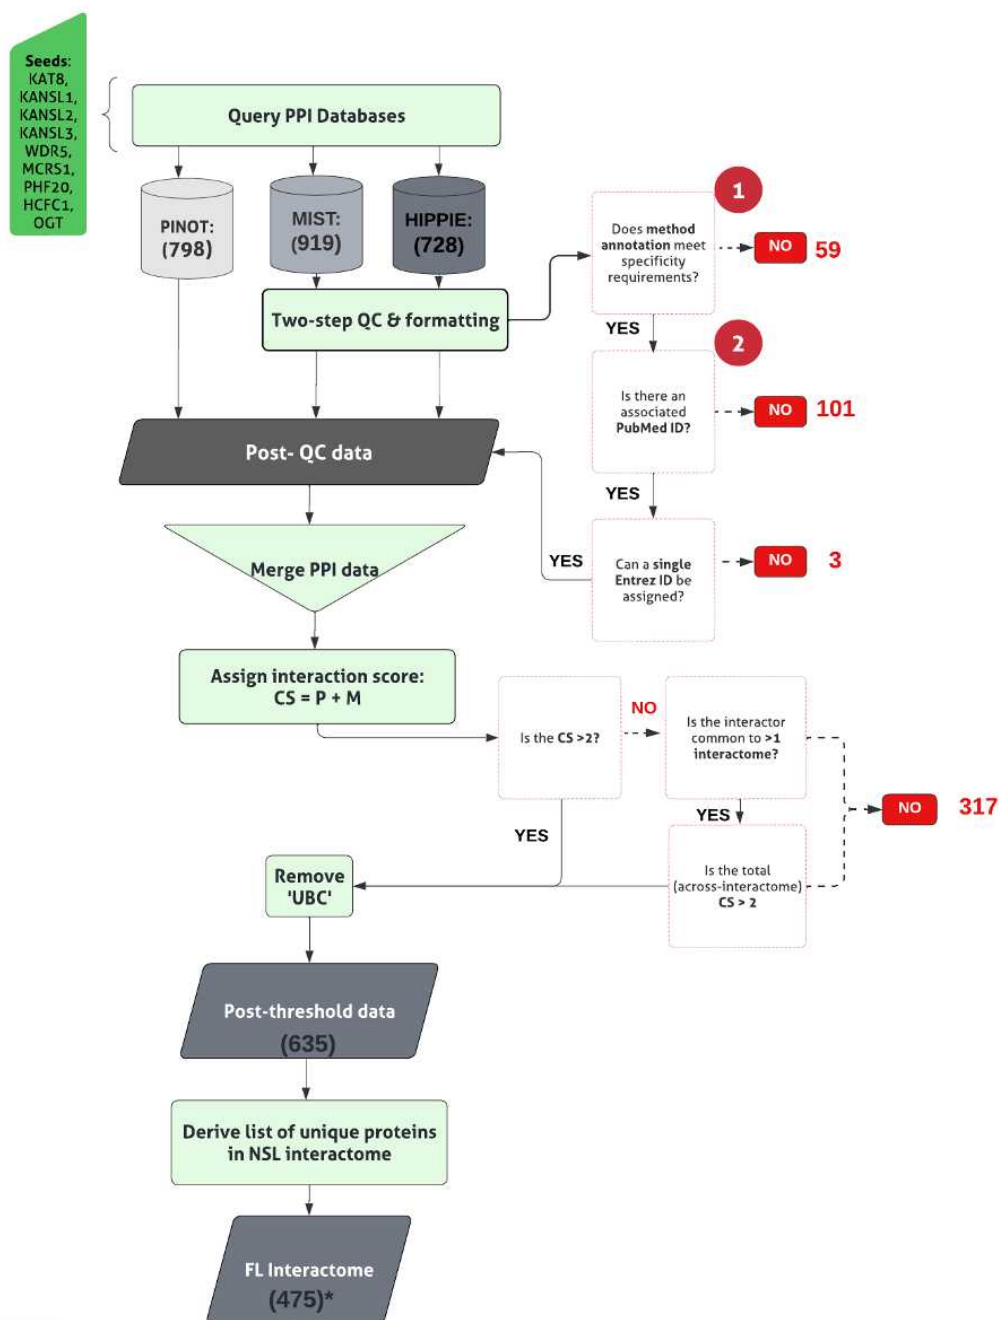 Seeds:
KAT8,
KANSL1,
KANSL2,
KANSL3,
WDR5,
MCRS1,
PHF20,
HCFC1,
OGT
Query PPI Databases
PINOT:
(798)
MIST:
(919)
HIPPIE:
(728)
Two-step QC & formatting
1
Does method
annotation meet
specificity
requirements?
NO
59
YES
2
Is there an
associated
PubMed ID?
NO
101
YES
Can a single
Entrez ID be
assigned?
NO
3
YES
Post- QC data
Merge PPI data
Assign interaction score:
CS = P + M
Is the CS >2?
NO
Is the interactor
common to >1
interactome?
YES
NO
317
YES
Is the total
(across-interactome)
CS > 2
Remove
'UBC'
Post-threshold data
(635)
Derive list of unique proteins
in NSL interactome
FL Interactome
(475)*